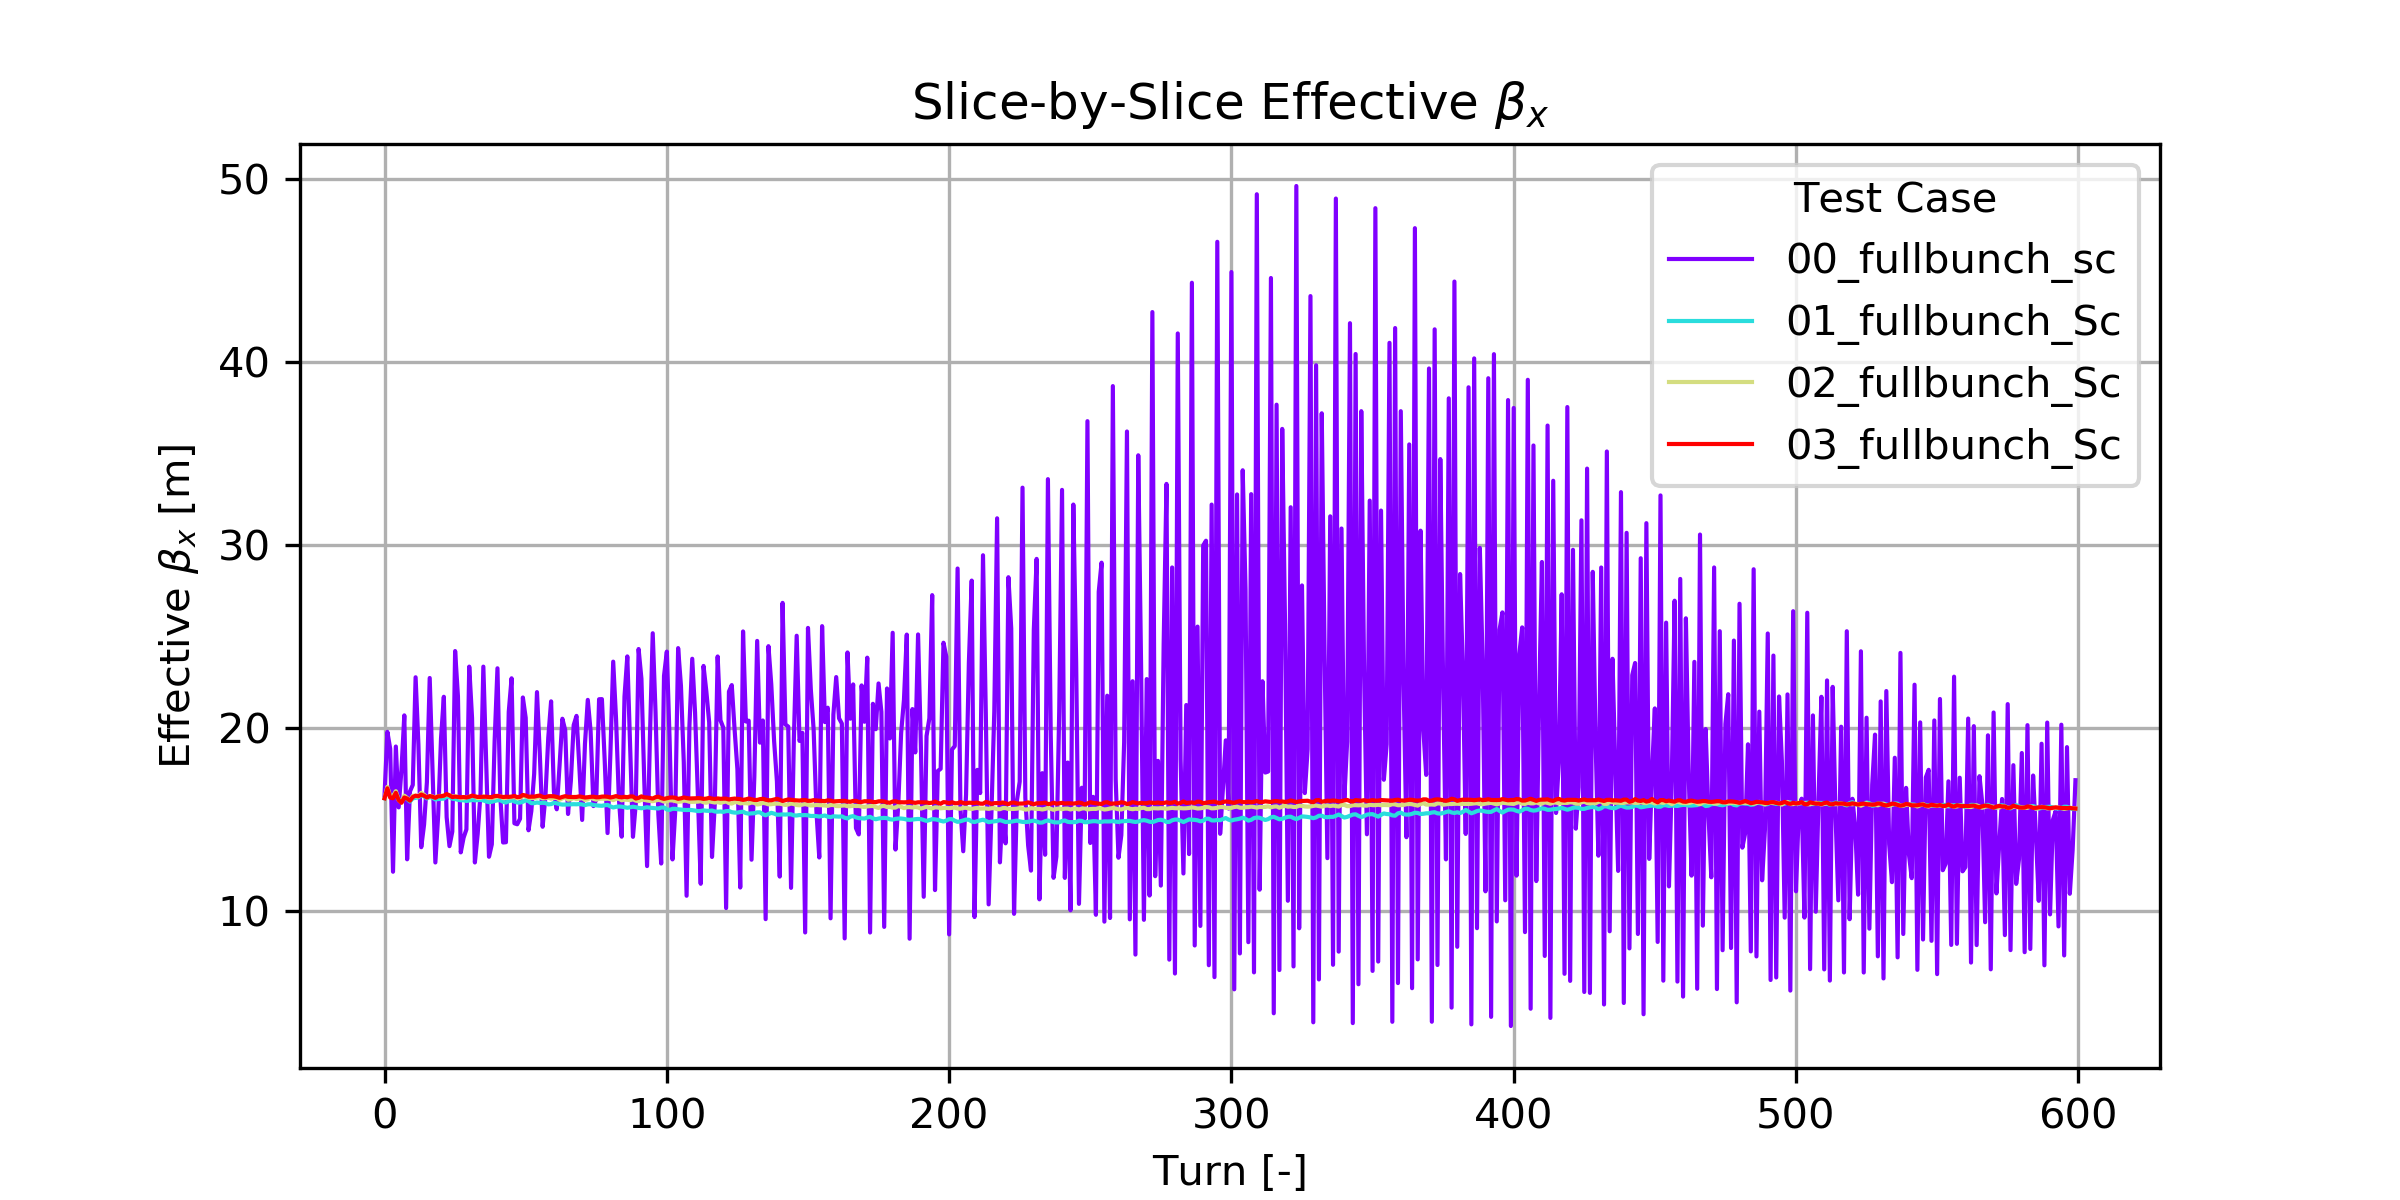 Slice-by-Slice Effective βx
Effective βx [m]
50
40
30
20
10
Test Case
00_fullbunch_sc
01_fullbunch_Sc
02_fullbunch_Sc
03_fullbunch_Sc
0 100 200 300 400 500 600
Turn [-]